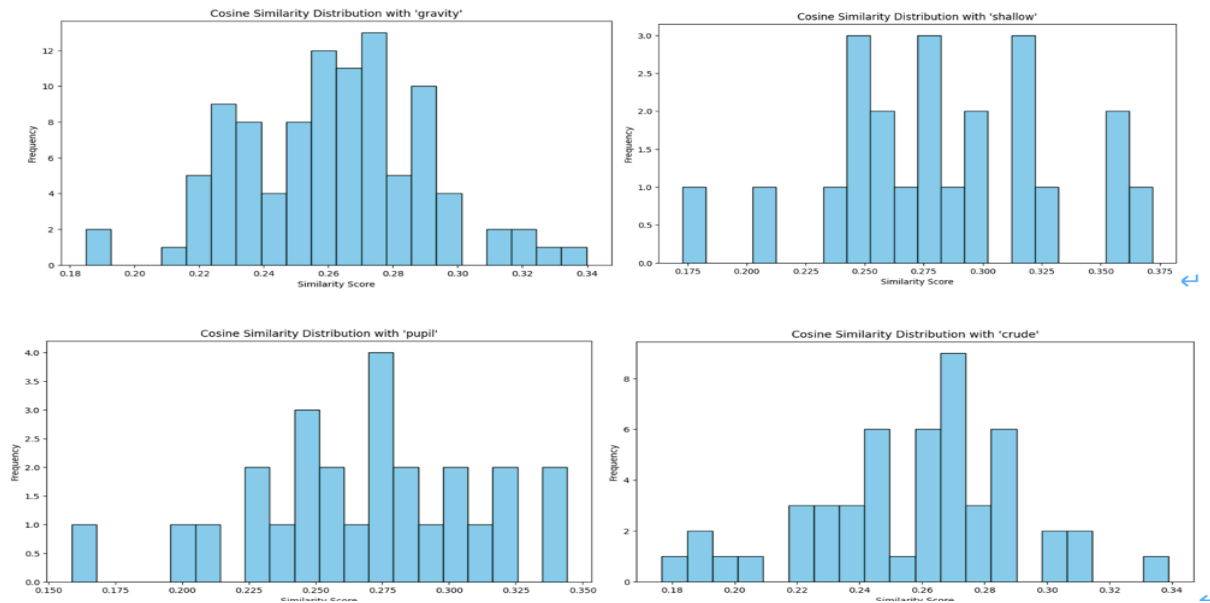 Cosine Similarity Distribution with 'gravity'
Frequency
12
10
8
6
4
2
0
0.18 0.20 0.22 0.24 0.26 0.28 0.30 0.32 0.34
Similarity Score
Cosine Similarity Distribution with 'shallow'
Frequency
3.0
2.5
2.0
1.5
1.0
0.5
0.0
0.175 0.200 0.225 0.250 0.275 0.300 0.325 0.350 0.375
Similarity Score
Cosine Similarity Distribution with 'pupil'
Frequency
4.0
3.5
3.0
2.5
2.0
1.5
1.0
0.5
0.0
0.150 0.175 0.200 0.225 0.250 0.275 0.300 0.325 0.350
Similarity Score
Cosine Similarity Distribution with 'crude'
Frequency
8
6
4
2
0
0.18 0.20 0.22 0.24 0.26 0.28 0.30 0.32 0.34
Similarity Score